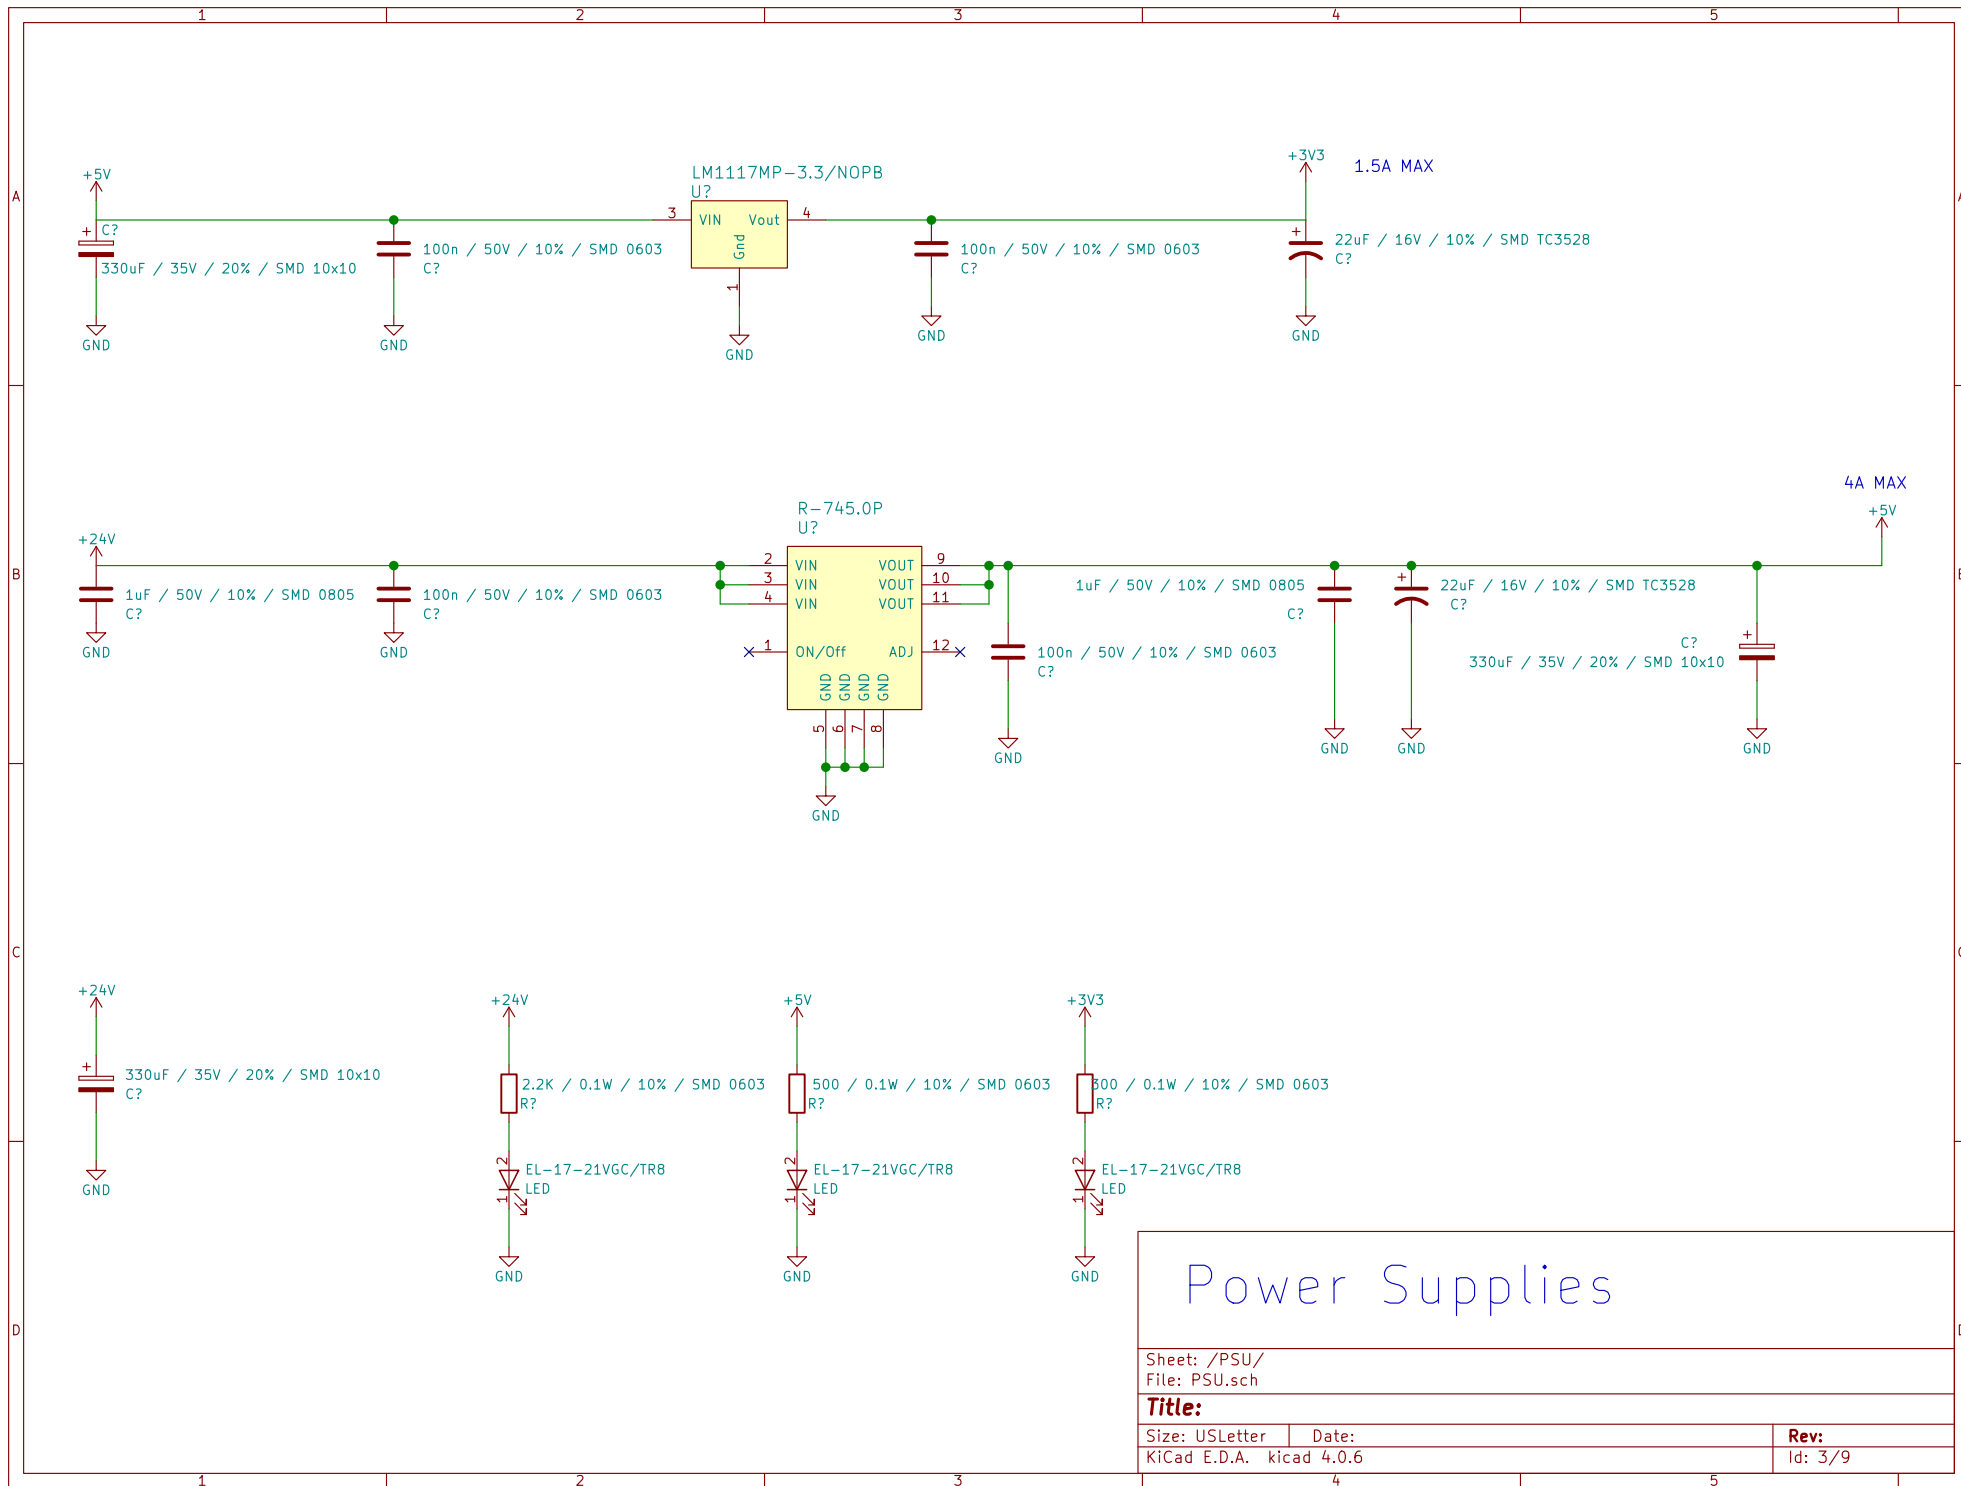 1 2 3 4 5
A
+5V
C?
+
330uF / 35V / 20% / SMD 10x10
GND
100n / 50V / 10% / SMD 0603
C?
GND
LM1117MP-3.3/NOPB
U?
3 VIN Vout 4
Gnd
1
GND
100n / 50V / 10% / SMD 0603
C?
GND
+3V3
1.5A MAX
+
22uF / 16V / 10% / SMD TC3528
C?
GND
B
+24V
1uF / 50V / 10% / SMD 0805
C?
GND
100n / 50V / 10% / SMD 0603
C?
GND
R-745.0P
U?
2 VIN VOUT 9
3 VIN VOUT 10
4 VIN VOUT 11
1 ON/Off ADJ 12
GND GND GND GND
5 6 7 8
GND
100n / 50V / 10% / SMD 0603
C?
GND
1uF / 50V / 10% / SMD 0805
C?
GND
+
22uF / 16V / 10% / SMD TC3528
C?
GND
4A MAX
+5V
+
C?
330uF / 35V / 20% / SMD 10x10
GND
C
+24V
+
330uF / 35V / 20% / SMD 10x10
C?
GND
+24V
2.2K / 0.1W / 10% / SMD 0603
R?
2
EL-17-21VGC/TR8
LED
1
GND
+5V
500 / 0.1W / 10% / SMD 0603
R?
2
EL-17-21VGC/TR8
LED
1
GND
+3V3
300 / 0.1W / 10% / SMD 0603
R?
2
EL-17-21VGC/TR8
LED
1
GND
D
Power Supplies
Sheet: /PSU/
File: PSU.sch
Title:
Size: USLetter Date: Rev:
KiCad E.D.A. kicad 4.0.6 Id: 3/9
1 2 3 4 5